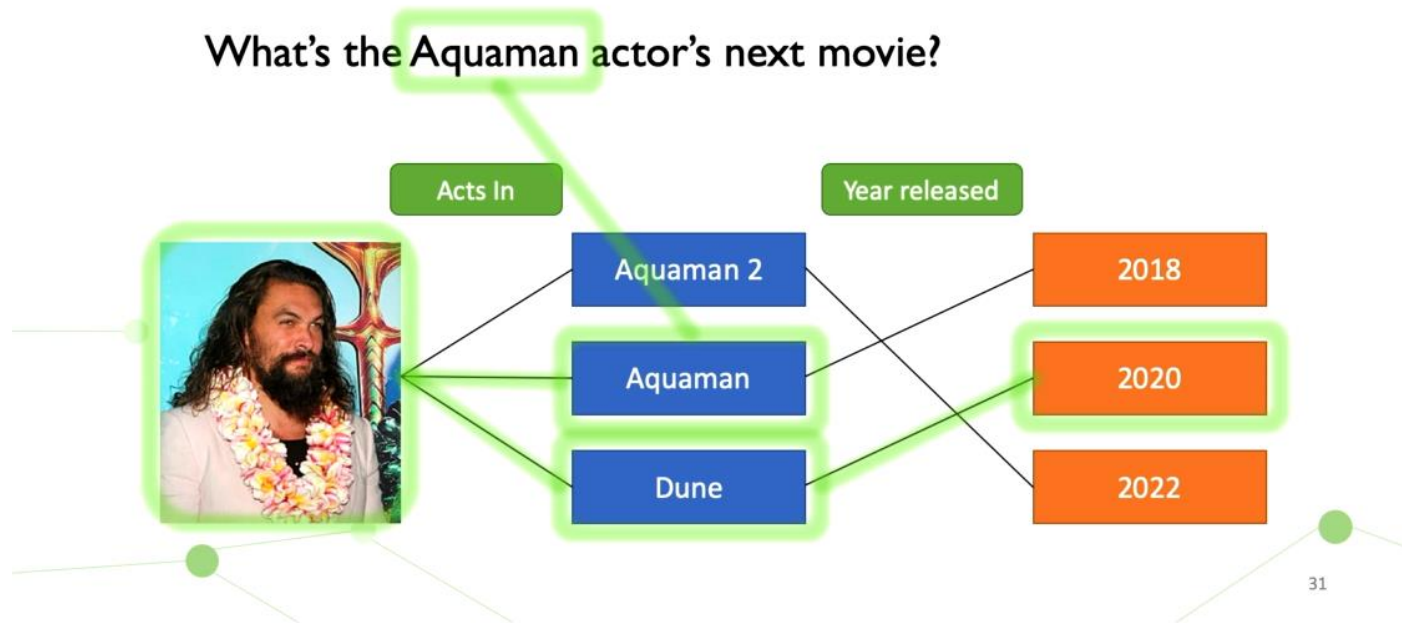 What's the Aquaman actor's next movie?
Acts In
Year released
Aquaman 2
2018
Aquaman
2020
Dune
2022
31